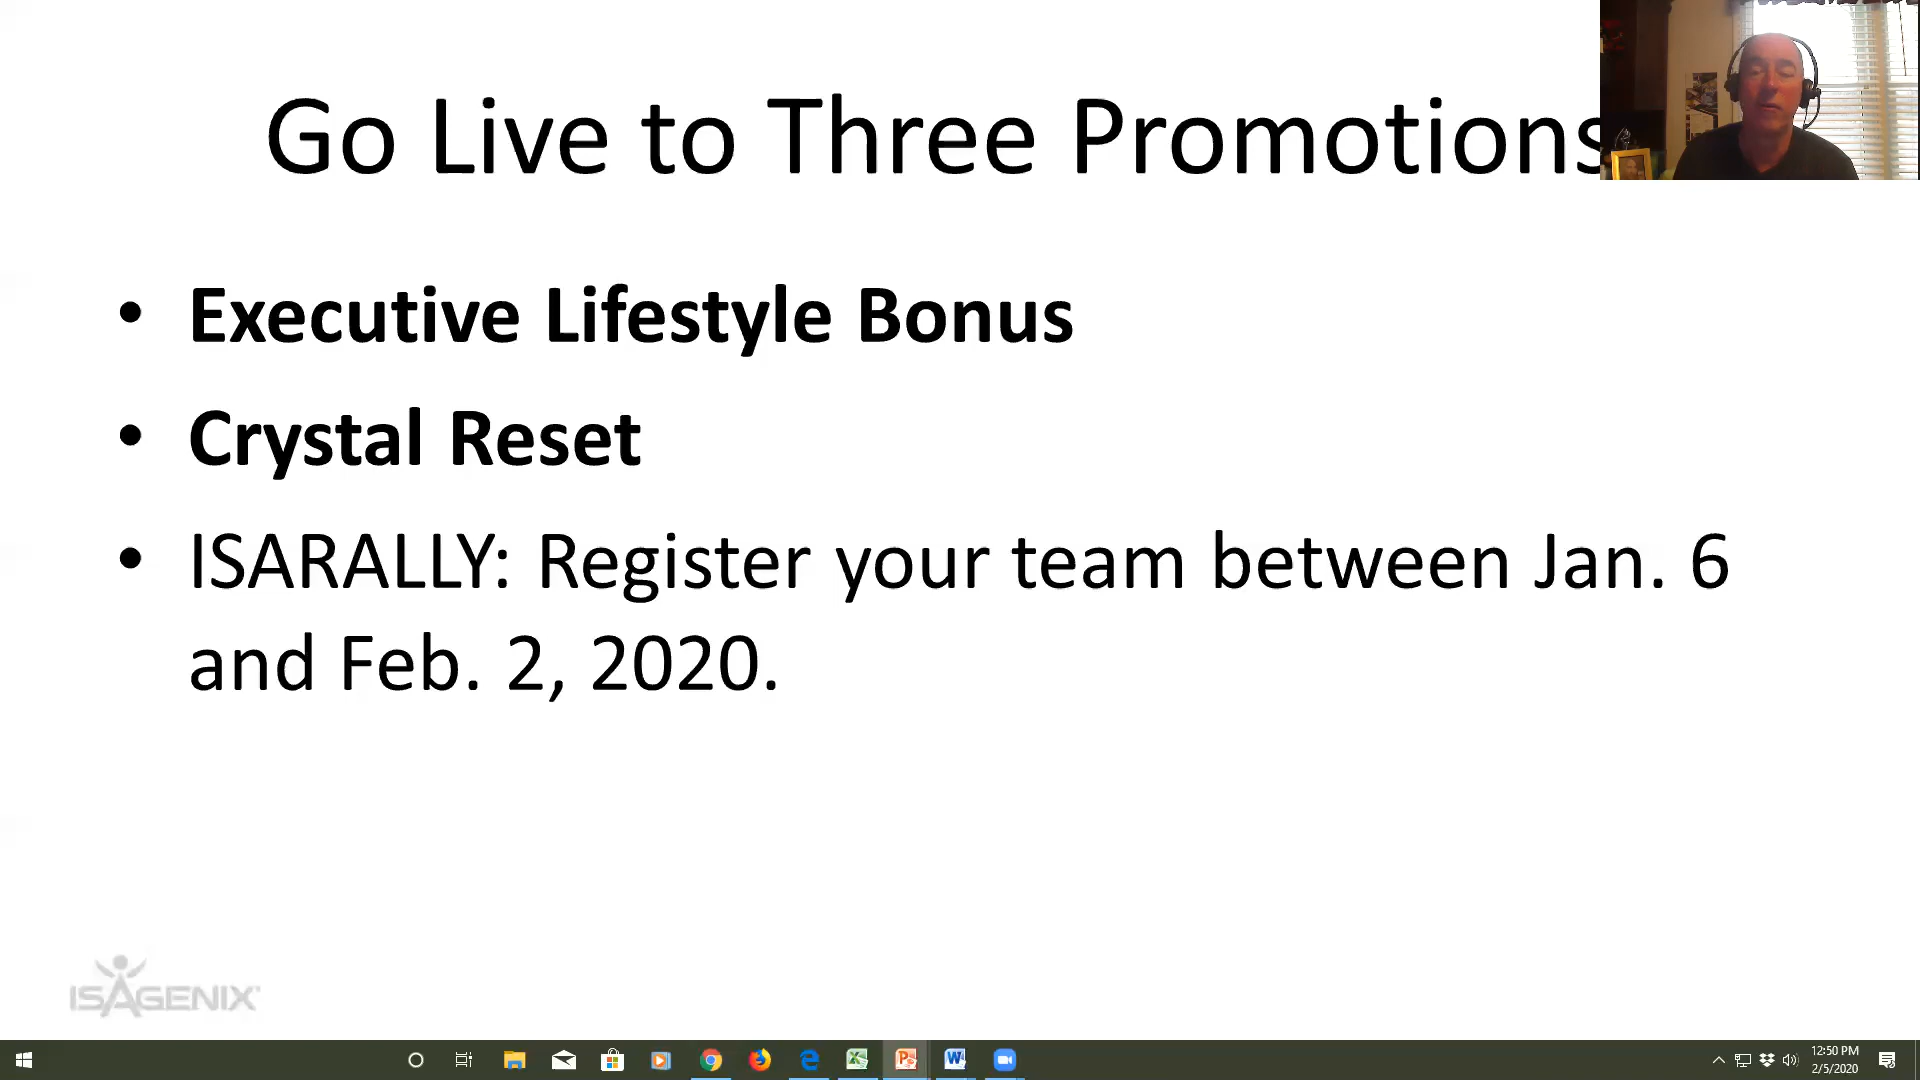 Go Live to Three Promotions
• Executive Lifestyle Bonus
• Crystal Reset
• ISARALLY: Register your team between Jan. 6
and Feb. 2, 2020.
ISAGENIX
12:50 PM
2/5/2020